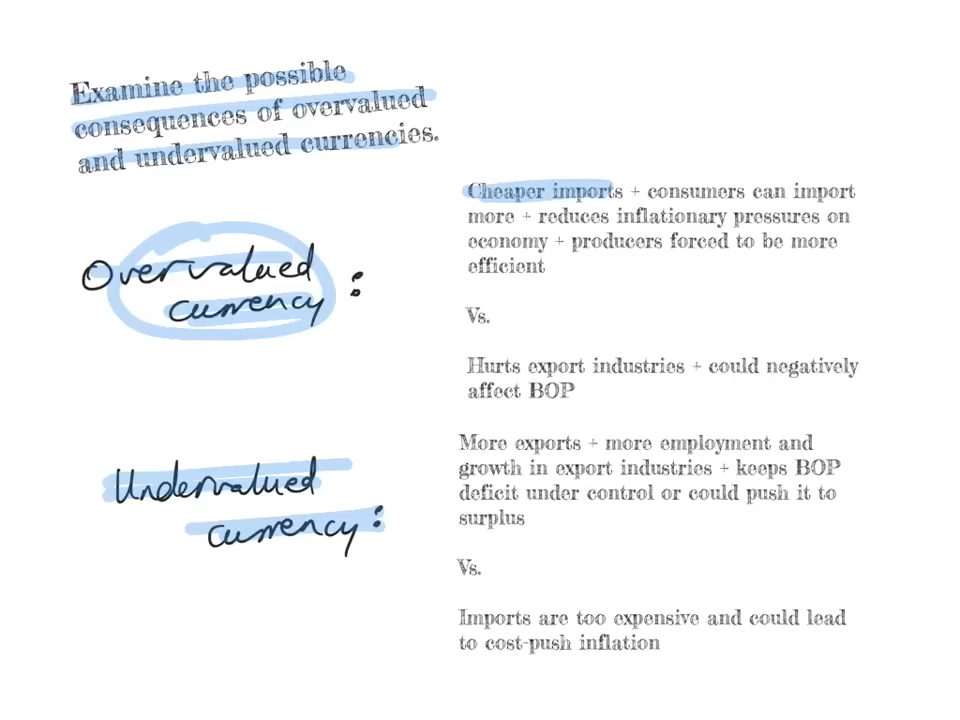 Examine the possible
consequences of overvalued
and undervalued currencies.
Overvalued
currency:
Cheaper imports + consumers can import
more + reduces inflationary pressures on
economy + producers forced to be more
efficient
Vs.
Hurts export industries + could negatively
affect BOP
Undervalued
currency:
More exports + more employment and
growth in export industries + keeps BOP
deficit under control or could push it to
surplus
Vs.
Imports are too expensive and could lead
to cost-push inflation